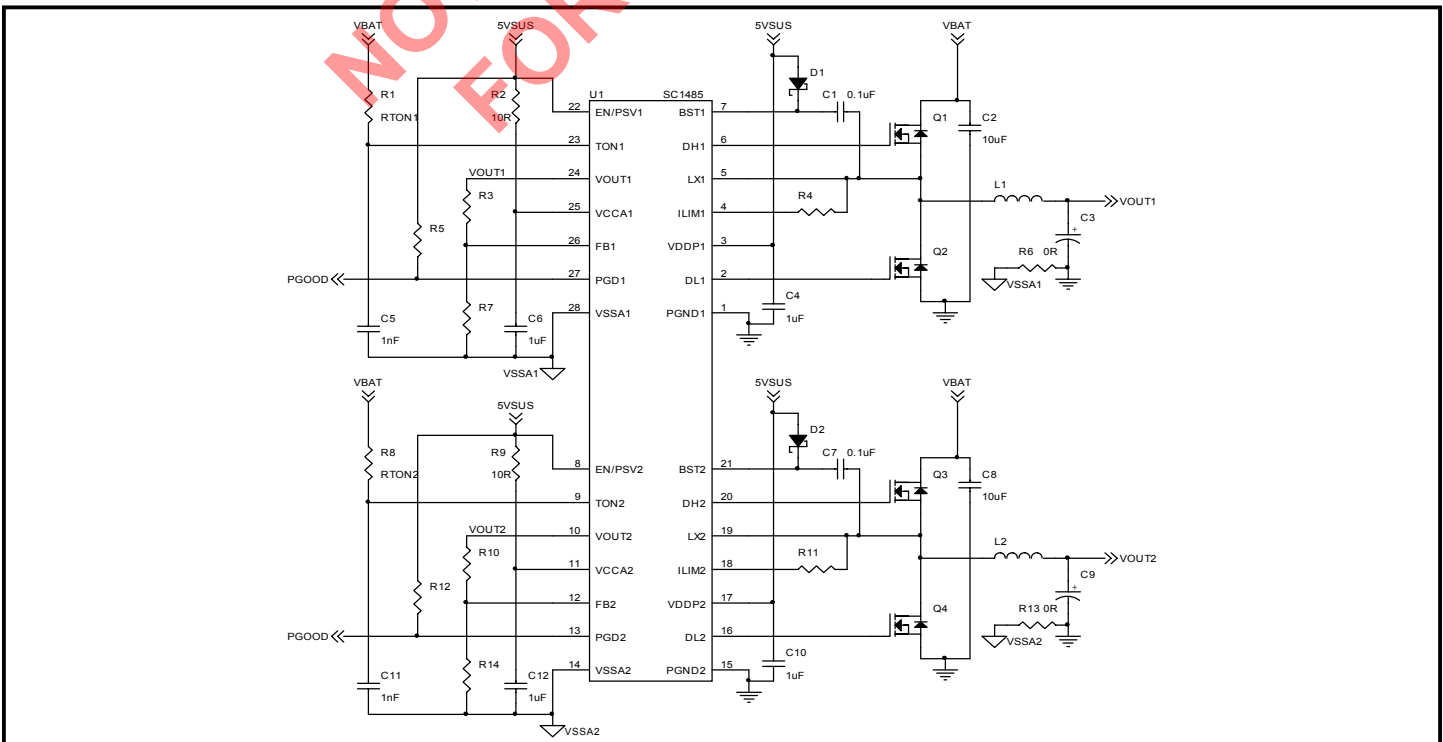 NO
FOR
VBAT 5VSUS 5VSUS VBAT
D1
R1 R2 U1 SC1485 C1 0.1uF
RTON1 10R 22 EN/PSV1 BST1 7 Q1 C2
10uF
23 TON1 DH1 6
VOUT1 24 VOUT1 LX1 5
R3 R4 L1
25 VCCA1 ILIM1 4 VOUT1
C3
R5 +
26 FB1 VDDP1 3
Q2 R6 0R
PGOOD 27 PGD1 DL1 2
VSSA1
R7 C4
28 VSSA1 PGND1 1
C5 C6 1uF
1nF 1uF
VSSA1
VBAT 5VSUS 5VSUS VBAT
D2
R8 R9 C7 0.1uF
RTON2 10R 8 EN/PSV2 BST2 21 Q3 C8
10uF
9 TON2 DH2 20
VOUT2 10 VOUT2 LX2 19
R10 R11 L2
11 VCCA2 ILIM2 18 VOUT2
C9
R12 +
12 FB2 VDDP2 17
Q4 R13 0R
PGOOD 13 PGD2 DL2 16
VSSA2
R14 C10
14 VSSA2 PGND2 15
C11 C12 1uF
1nF 1uF
VSSA2